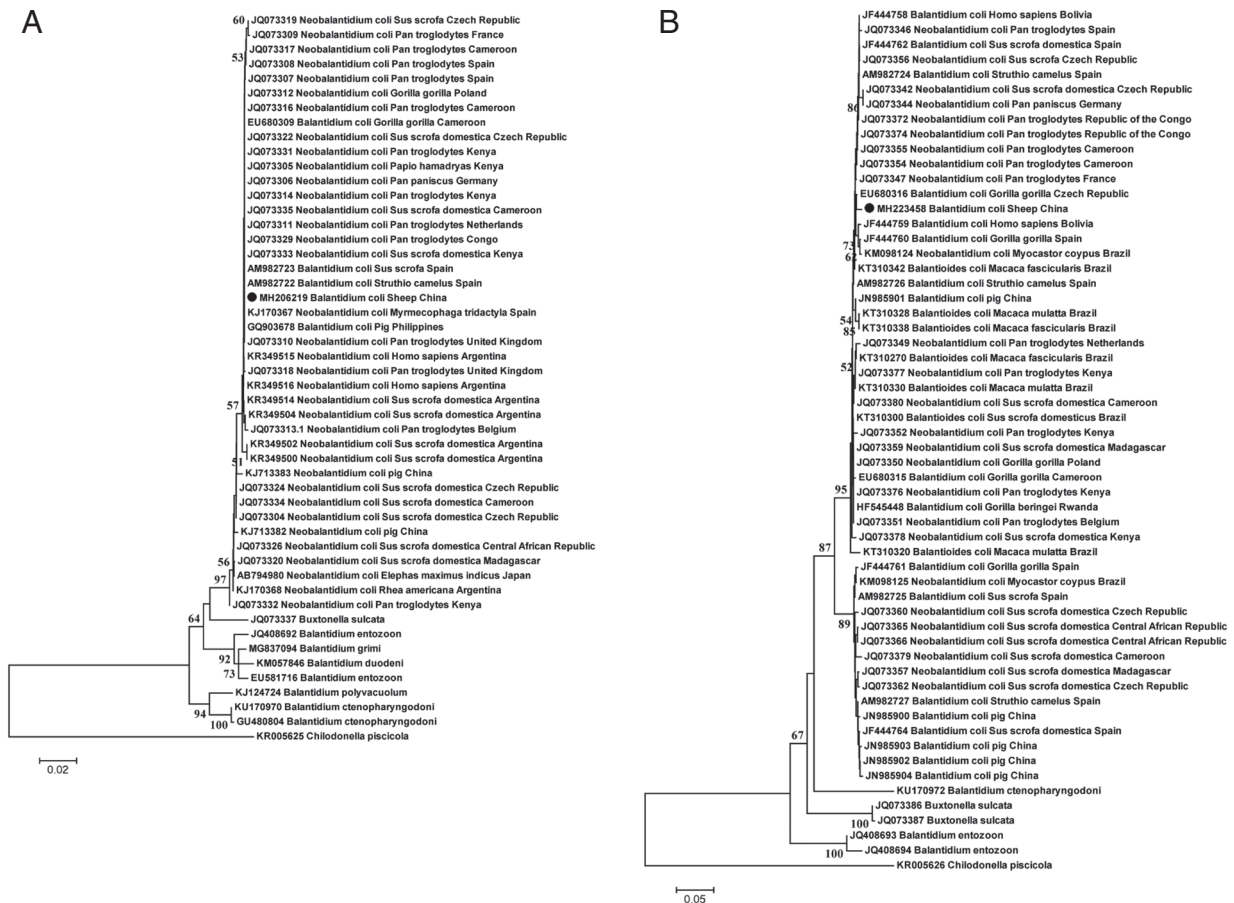 A
60
JQ073319 Neobalantidium coli Sus scrofa Czech Republic
JQ073309 Neobalantidium coli Pan troglodytes France
53
JQ073317 Neobalantidium coli Pan troglodytes Cameroon
JQ073308 Neobalantidium coli Pan troglodytes Spain
JQ073307 Neobalantidium coli Pan troglodytes Spain
JQ073312 Neobalantidium coli Gorilla gorilla Poland
JQ073316 Neobalantidium coli Pan troglodytes Cameroon
EU680309 Balantidium coli Gorilla gorilla Cameroon
JQ073322 Neobalantidium coli Sus scrofa domestica Czech Republic
JQ073331 Neobalantidium coli Pan troglodytes Kenya
JQ073305 Neobalantidium coli Papio hamadryas Kenya
JQ073306 Neobalantidium coli Pan paniscus Germany
JQ073314 Neobalantidium coli Pan troglodytes Kenya
JQ073335 Neobalantidium coli Sus scrofa domestica Cameroon
JQ073311 Neobalantidium coli Pan troglodytes Netherlands
JQ073329 Neobalantidium coli Pan troglodytes Congo
JQ073333 Neobalantidium coli Sus scrofa domestica Kenya
AM982723 Balantidium coli Sus scrofa Spain
AM982722 Balantidium coli Struthio camelus Spain
MH206219 Balantidium coli Sheep China
KJ170367 Neobalantidium coli Myrmecophaga tridactyla Spain
GQ903678 Balantidium coli Pig Philippines
JQ073310 Neobalantidium coli Pan troglodytes United Kingdom
KR349515 Neobalantidium coli Homo sapiens Argentina
JQ073318 Neobalantidium coli Pan troglodytes United Kingdom
KR349516 Neobalantidium coli Homo sapiens Argentina
KR349514 Neobalantidium coli Sus scrofa domestica Argentina
57
KR349504 Neobalantidium coli Sus scrofa domestica Argentina
JQ073313.1 Neobalantidium coli Pan troglodytes Belgium
KR349502 Neobalantidium coli Sus scrofa domestica Argentina
KR349500 Neobalantidium coli Sus scrofa domestica Argentina
51
KJ713383 Neobalantidium coli pig China
JQ073324 Neobalantidium coli Sus scrofa domestica Czech Republic
JQ073334 Neobalantidium coli Sus scrofa domestica Cameroon
JQ073304 Neobalantidium coli Sus scrofa domestica Czech Republic
KJ713382 Neobalantidium coli pig China
JQ073326 Neobalantidium coli Sus scrofa domestica Central African Republic
56
JQ073320 Neobalantidium coli Sus scrofa domestica Madagascar
AB794980 Neobalantidium coli Elephas maximus indicus Japan
97
KJ170368 Neobalantidium coli Rhea americana Argentina
JQ073332 Neobalantidium coli Pan troglodytes Kenya
64
JQ073337 Buxtonella sulcata
JQ408692 Balantidium entozoon
MG837094 Balantidium grimi
92
KM057846 Balantidium duodeni
73
EU581716 Balantidium entozoon
KJ124724 Balantidium polyvacuolum
94
KU170970 Balantidium ctenopharyngodoni
100
GU480804 Balantidium ctenopharyngodoni
KR005625 Chilodonella piscicola
0.02
B
JF444758 Balantidium coli Homo sapiens Bolivia
JQ073346 Neobalantidium coli Pan troglodytes Spain
JF444762 Balantidium coli Sus scrofa domestica Spain
JQ073356 Neobalantidium coli Sus scrofa Czech Republic
AM982724 Balantidium coli Struthio camelus Spain
JQ073342 Neobalantidium coli Sus scrofa domestica Czech Republic
86
JQ073344 Neobalantidium coli Pan paniscus Germany
JQ073372 Neobalantidium coli Pan troglodytes Republic of the Congo
JQ073374 Neobalantidium coli Pan troglodytes Republic of the Congo
JQ073355 Neobalantidium coli Pan troglodytes Cameroon
JQ073354 Neobalantidium coli Pan troglodytes Cameroon
JQ073347 Neobalantidium coli Pan troglodytes France
EU680316 Balantidium coli Gorilla gorilla Czech Republic
MH223458 Balantidium coli Sheep China
JF444759 Balantidium coli Homo sapiens Bolivia
JF444760 Balantidium coli Gorilla gorilla Spain
73
KM098124 Neobalantidium coli Myocastor coypus Brazil
KT310342 Balantioides coli Macaca fascicularis Brazil
AM982726 Balantidium coli Struthio camelus Spain
JN985901 Balantidium coli pig China
54
KT310328 Balantioides coli Macaca mulatta Brazil
85
KT310338 Balantioides coli Macaca fascicularis Brazil
JQ073349 Neobalantidium coli Pan troglodytes Netherlands
KT310270 Balantioides coli Macaca fascicularis Brazil
52
JQ073377 Neobalantidium coli Pan troglodytes Kenya
KT310330 Balantioides coli Macaca mulatta Brazil
JQ073380 Neobalantidium coli Sus scrofa domestica Cameroon
KT310300 Balantioides coli Sus scrofa domesticus Brazil
JQ073352 Neobalantidium coli Pan troglodytes Kenya
JQ073359 Neobalantidium coli Sus scrofa domestica Madagascar
JQ073350 Neobalantidium coli Gorilla gorilla Poland
EU680315 Balantidium coli Gorilla gorilla Cameroon
95
JQ073376 Neobalantidium coli Pan troglodytes Kenya
HF545448 Balantidium coli Gorilla beringei Rwanda
JQ073351 Neobalantidium coli Pan troglodytes Belgium
JQ073378 Neobalantidium coli Sus scrofa domestica Kenya
87
KT310320 Balantioides coli Macaca mulatta Brazil
JF444761 Balantidium coli Gorilla gorilla Spain
KM098125 Neobalantidium coli Myocastor coypus Brazil
AM982725 Balantidium coli Sus scrofa Spain
JQ073360 Neobalantidium coli Sus scrofa domestica Czech Republic
89
JQ073365 Neobalantidium coli Sus scrofa domestica Central African Republic
JQ073366 Neobalantidium coli Sus scrofa domestica Central African Republic
JQ073379 Neobalantidium coli Sus scrofa domestica Cameroon
JQ073357 Neobalantidium coli Sus scrofa domestica Madagascar
JQ073362 Neobalantidium coli Sus scrofa domestica Czech Republic
AM982727 Balantidium coli Struthio camelus Spain
JN985900 Balantidium coli pig China
JF444764 Balantidium coli Sus scrofa domestica Spain
67
JN985903 Balantidium coli pig China
JN985902 Balantidium coli pig China
JN985904 Balantidium coli pig China
KU170972 Balantidium ctenopharyngodoni
JQ073386 Buxtonella sulcata
100
JQ073387 Buxtonella sulcata
JQ408693 Balantidium entozoon
100
JQ408694 Balantidium entozoon
KR005626 Chilodonella piscicola
0.05